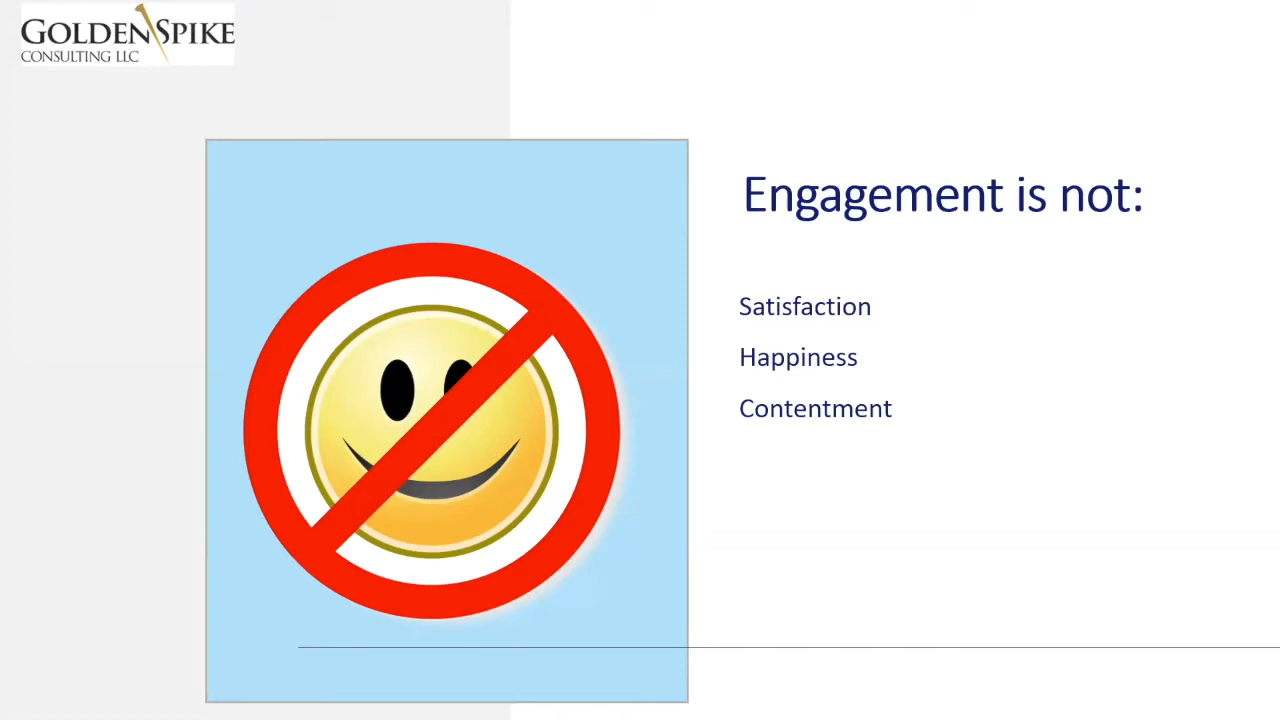 GOLDEN SPIKE
CONSULTING LLC
Engagement is not:
Satisfaction
Happiness
Contentment